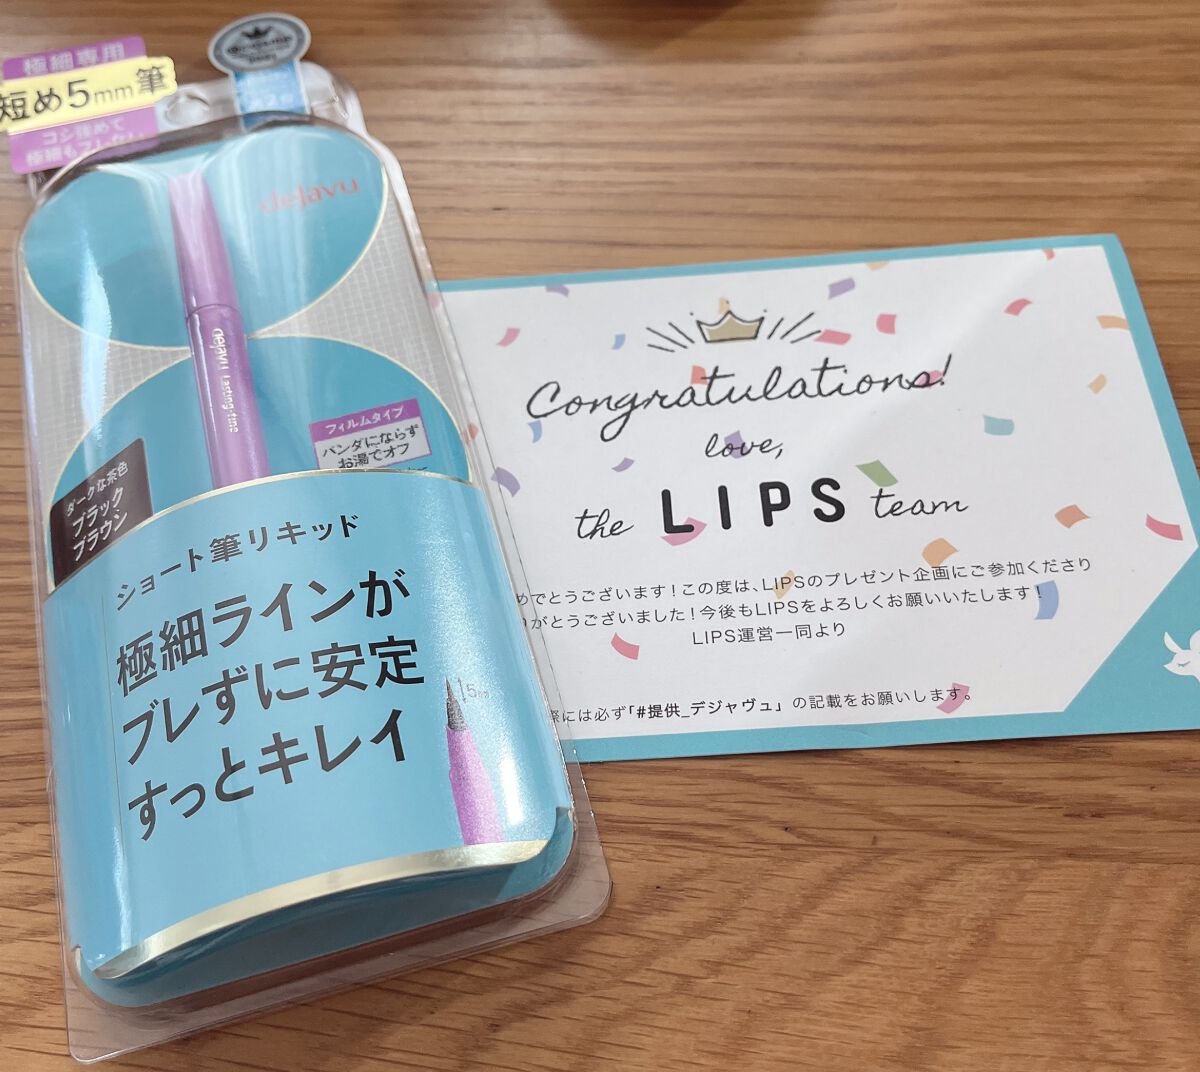 極細専用
短め5mm筆
コシ強めて
極細もブレない
dejavu
dejavu Lasting-fine
フィルムタイプ
パンダにならず
お湯でオフ
ダークな茶色
ブラック
ブラウン
ショート筆リキッド
極細ラインが
ブレずに安定
すっとキレイ
5mm
Congratulations!
love,
the LIPS team
めでとうございます！この度は、LIPSのプレゼント企画にご参加くださり
がとうございました！今後もLIPSをよろしくお願いいたします！
LIPS運営一同より
際には必ず「#提供_デジャヴュ」の記載をお願いします。